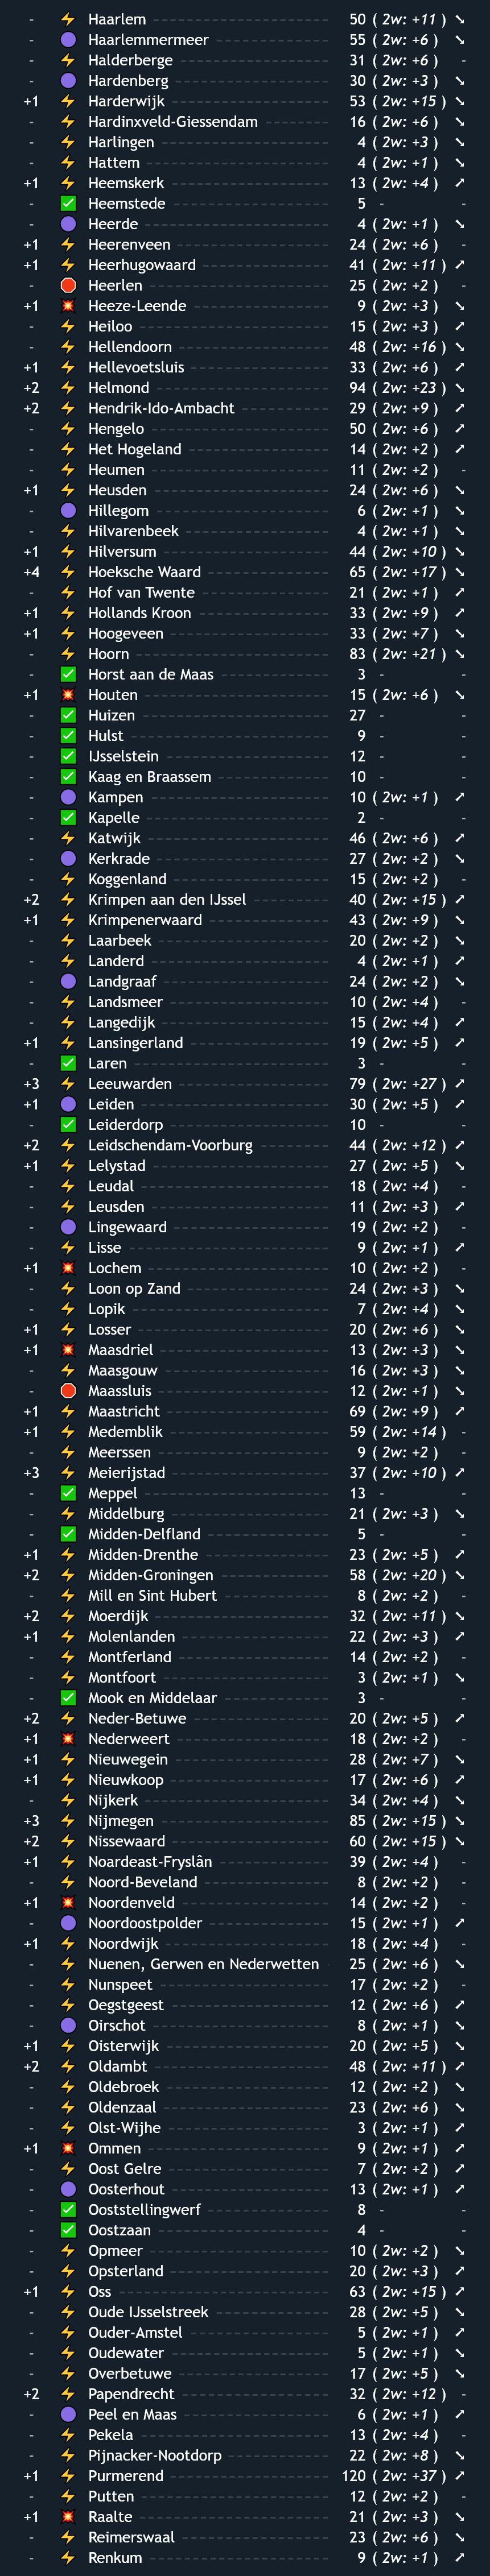 - ⚡ Haarlem 50 ( 2w: +11 ) ↘
- 🟣 Haarlemmermeer 55 ( 2w: +6 ) ↘
- ⚡ Halderberge 31 ( 2w: +6 ) -
- 🟣 Hardenberg 30 ( 2w: +3 ) ↘
+1 ⚡ Harderwijk 53 ( 2w: +15 ) ↘
- ⚡ Hardinxveld-Giessendam 16 ( 2w: +6 ) ↘
- ⚡ Harlingen 4 ( 2w: +3 ) ↘
- ⚡ Hattem 4 ( 2w: +1 ) ↘
+1 ⚡ Heemskerk 13 ( 2w: +4 ) ↗
- ✅ Heemstede 5 - -
- 🟣 Heerde 4 ( 2w: +1 ) ↘
+1 ⚡ Heerenveen 24 ( 2w: +6 ) -
+1 ⚡ Heerhugowaard 41 ( 2w: +11 ) ↗
- 🛑 Heerlen 25 ( 2w: +2 ) -
+1 💥 Heeze-Leende 9 ( 2w: +3 ) ↘
- ⚡ Heiloo 15 ( 2w: +3 ) ↗
- ⚡ Hellendoorn 48 ( 2w: +16 ) ↘
+1 ⚡ Hellevoetsluis 33 ( 2w: +6 ) ↗
+2 ⚡ Helmond 94 ( 2w: +23 ) ↘
+2 ⚡ Hendrik-Ido-Ambacht 29 ( 2w: +9 ) ↗
- ⚡ Hengelo 50 ( 2w: +6 ) ↗
- ⚡ Het Hogeland 14 ( 2w: +2 ) ↗
- ⚡ Heumen 11 ( 2w: +2 ) -
+1 ⚡ Heusden 24 ( 2w: +6 ) ↘
- 🟣 Hillegom 6 ( 2w: +1 ) ↘
- ⚡ Hilvarenbeek 4 ( 2w: +1 ) ↘
+1 ⚡ Hilversum 44 ( 2w: +10 ) ↘
+4 ⚡ Hoeksche Waard 65 ( 2w: +17 ) ↘
- ⚡ Hof van Twente 21 ( 2w: +1 ) ↗
+1 ⚡ Hollands Kroon 33 ( 2w: +9 ) ↗
+1 ⚡ Hoogeveen 33 ( 2w: +7 ) ↘
- ⚡ Hoorn 83 ( 2w: +21 ) ↘
- ✅ Horst aan de Maas 3 - -
+1 💥 Houten 15 ( 2w: +6 ) ↘
- ✅ Huizen 27 - -
- ✅ Hulst 9 - -
- ✅ IJsselstein 12 - -
- ✅ Kaag en Braassem 10 - -
- 🟣 Kampen 10 ( 2w: +1 ) ↗
- ✅ Kapelle 2 - -
- ⚡ Katwijk 46 ( 2w: +6 ) ↗
- 🟣 Kerkrade 27 ( 2w: +2 ) ↘
- ⚡ Koggenland 15 ( 2w: +2 ) -
+2 ⚡ Krimpen aan den IJssel 40 ( 2w: +15 ) ↗
+1 ⚡ Krimpenerwaard 43 ( 2w: +9 ) ↘
- ⚡ Laarbeek 20 ( 2w: +2 ) ↘
- ⚡ Landerd 4 ( 2w: +1 ) ↗
- 🟣 Landgraaf 24 ( 2w: +2 ) ↘
- ⚡ Landsmeer 10 ( 2w: +4 ) -
- ⚡ Langedijk 15 ( 2w: +4 ) ↗
+1 ⚡ Lansingerland 19 ( 2w: +5 ) ↗
- ✅ Laren 3 - -
+3 ⚡ Leeuwarden 79 ( 2w: +27 ) ↗
+1 🟣 Leiden 30 ( 2w: +5 ) ↗
- ✅ Leiderdorp 10 - -
+2 ⚡ Leidschendam-Voorburg 44 ( 2w: +12 ) ↗
+1 ⚡ Lelystad 27 ( 2w: +5 ) ↘
- ⚡ Leudal 18 ( 2w: +4 ) -
- ⚡ Leusden 11 ( 2w: +3 ) ↗
- 🟣 Lingewaard 19 ( 2w: +2 ) -
- ⚡ Lisse 9 ( 2w: +1 ) ↗
+1 💥 Lochem 10 ( 2w: +2 ) -
- ⚡ Loon op Zand 24 ( 2w: +3 ) ↘
- ⚡ Lopik 7 ( 2w: +4 ) ↘
+1 ⚡ Losser 20 ( 2w: +6 ) ↘
+1 💥 Maasdriel 13 ( 2w: +3 ) ↘
- ⚡ Maasgouw 16 ( 2w: +3 ) ↘
- 🛑 Maassluis 12 ( 2w: +1 ) ↘
+1 ⚡ Maastricht 69 ( 2w: +9 ) ↗
+1 ⚡ Medemblik 59 ( 2w: +14 ) -
- ⚡ Meerssen 9 ( 2w: +2 ) -
+3 ⚡ Meierijstad 37 ( 2w: +10 ) ↗
- ✅ Meppel 13 - -
- ⚡ Middelburg 21 ( 2w: +3 ) ↘
- ✅ Midden-Delfland 5 - -
+1 ⚡ Midden-Drenthe 23 ( 2w: +5 ) ↗
+2 ⚡ Midden-Groningen 58 ( 2w: +20 ) ↘
- ⚡ Mill en Sint Hubert 8 ( 2w: +2 ) -
+2 ⚡ Moerdijk 32 ( 2w: +11 ) ↘
+1 ⚡ Molenlanden 22 ( 2w: +3 ) ↗
- ⚡ Montferland 14 ( 2w: +2 ) -
- ⚡ Montfoort 3 ( 2w: +1 ) ↘
- ✅ Mook en Middelaar 3 - -
+2 ⚡ Neder-Betuwe 20 ( 2w: +5 ) ↗
+1 💥 Nederweert 18 ( 2w: +2 ) -
+1 ⚡ Nieuwegein 28 ( 2w: +7 ) ↘
+1 ⚡ Nieuwkoop 17 ( 2w: +6 ) ↗
- ⚡ Nijkerk 34 ( 2w: +4 ) ↘
+3 ⚡ Nijmegen 85 ( 2w: +15 ) ↘
+2 ⚡ Nissewaard 60 ( 2w: +15 ) ↘
+1 ⚡ Noardeast-Fryslân 39 ( 2w: +4 ) -
- ⚡ Noord-Beveland 8 ( 2w: +2 ) -
+1 💥 Noordenveld 14 ( 2w: +2 ) -
- 🟣 Noordoostpolder 15 ( 2w: +1 ) ↗
+1 ⚡ Noordwijk 18 ( 2w: +4 ) -
- ⚡ Nuenen, Gerwen en Nederwetten 25 ( 2w: +6 ) ↘
- ⚡ Nunspeet 17 ( 2w: +2 ) -
- ⚡ Oegstgeest 12 ( 2w: +6 ) ↗
- 🟣 Oirschot 8 ( 2w: +1 ) ↘
+1 ⚡ Oisterwijk 20 ( 2w: +5 ) ↘
+2 ⚡ Oldambt 48 ( 2w: +11 ) ↗
- ⚡ Oldebroek 12 ( 2w: +2 ) ↘
- ⚡ Oldenzaal 23 ( 2w: +6 ) ↘
- ⚡ Olst-Wijhe 3 ( 2w: +1 ) ↗
+1 💥 Ommen 9 ( 2w: +1 ) ↗
- ⚡ Oost Gelre 7 ( 2w: +2 ) ↗
- 🟣 Oosterhout 13 ( 2w: +1 ) ↗
- ✅ Ooststellingwerf 8 - -
- ✅ Oostzaan 4 - -
- ⚡ Opmeer 10 ( 2w: +2 ) ↘
- ⚡ Opsterland 20 ( 2w: +3 ) ↗
+1 ⚡ Oss 63 ( 2w: +15 ) ↗
- ⚡ Oude IJsselstreek 28 ( 2w: +5 ) ↘
- ⚡ Ouder-Amstel 5 ( 2w: +1 ) ↗
- ⚡ Oudewater 5 ( 2w: +1 ) ↘
- ⚡ Overbetuwe 17 ( 2w: +5 ) ↘
+2 ⚡ Papendrecht 32 ( 2w: +12 ) -
- 🟣 Peel en Maas 6 ( 2w: +1 ) ↗
- ⚡ Pekela 13 ( 2w: +4 ) -
- ⚡ Pijnacker-Nootdorp 22 ( 2w: +8 ) ↘
+1 ⚡ Purmerend 120 ( 2w: +37 ) ↗
- ⚡ Putten 12 ( 2w: +2 ) -
+1 💥 Raalte 21 ( 2w: +3 ) ↘
- ⚡ Reimerswaal 23 ( 2w: +6 ) ↘
- ⚡ Renkum 9 ( 2w: +1 ) ↗